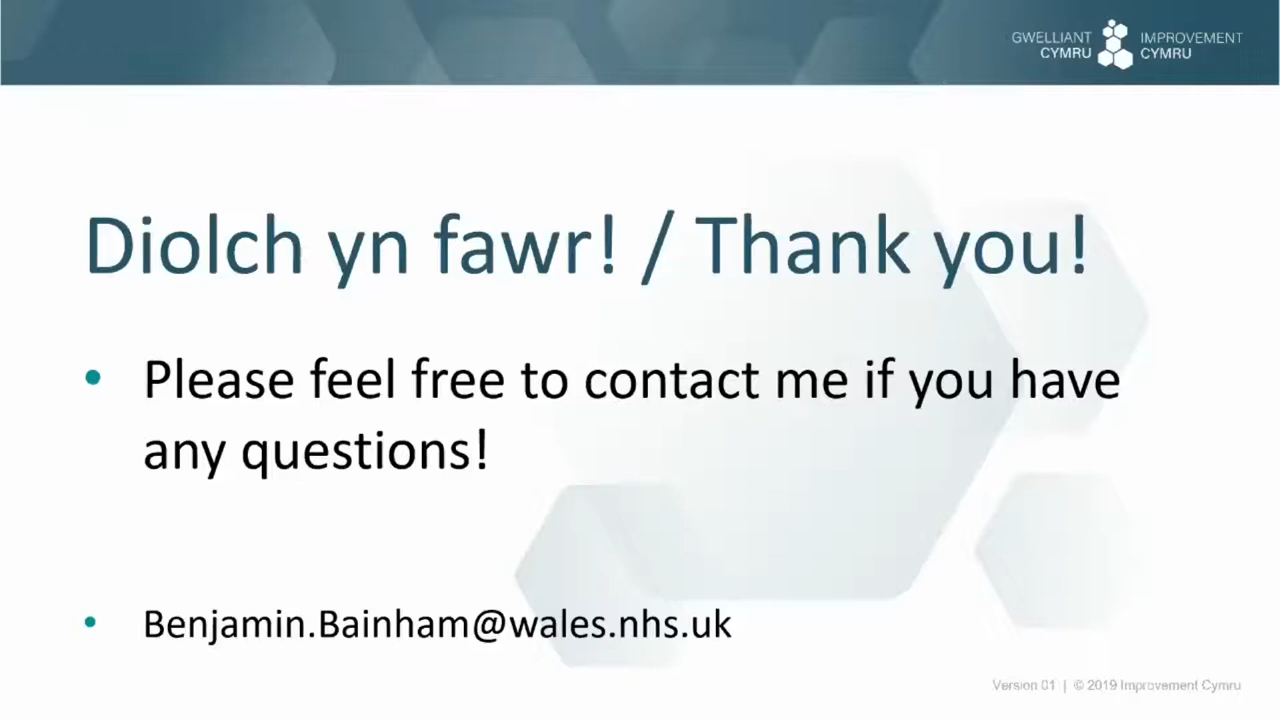 GWELLIANT CYMRU
IMPROVEMENT CYMRU
Diolch yn fawr! / Thank you!
• Please feel free to contact me if you have
any questions!
• Benjamin.Bainham@wales.nhs.uk
Version 01 | © 2019 Improvement Cymru